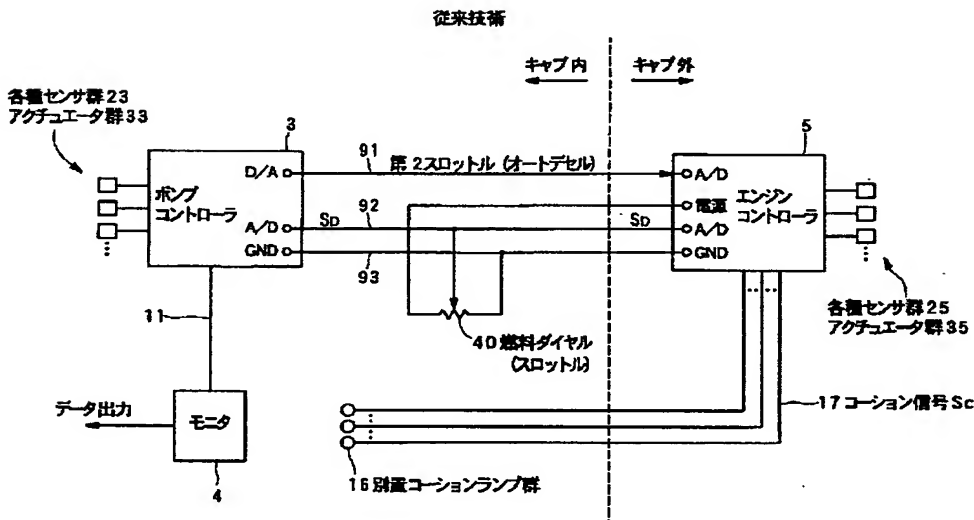 従来技術
キャブ内
キャブ外
各種センサ群23
アクチュエータ群33
3
91
第2スロットル(オートデセル)
5
D/A
A/D
ポンプ
コントローラ
電源
エンジン
コントローラ
SD
92
SD
A/D
A/D
GND
93
GND
11
40燃料ダイヤル
(スロットル)
各種センサ群25
アクチュエータ群35
データ出力
モニタ
17コーション信号Sc
4
16別置コーションランプ群